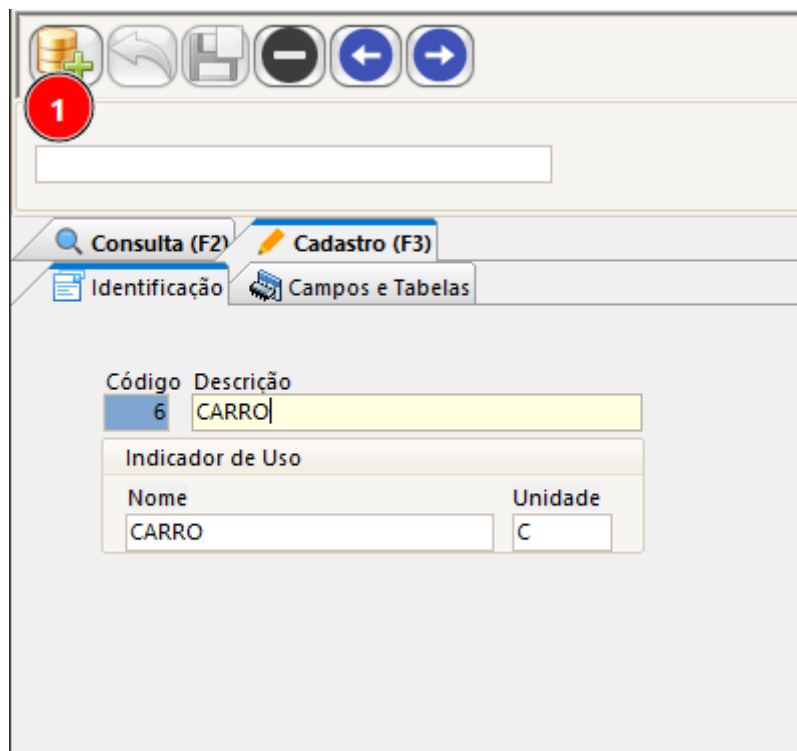 1
Consulta (F2) Cadastro (F3)
Identificação Campos e Tabelas
Código Descrição
6 CARRO
Indicador de Uso
Nome Unidade
CARRO C